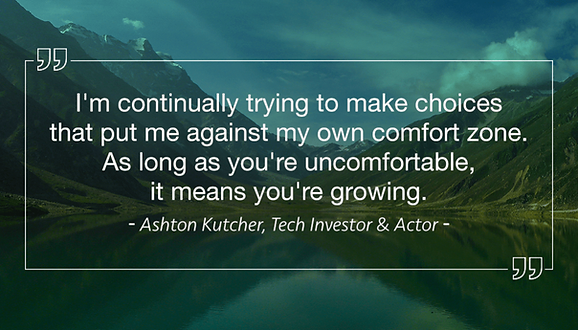 I'm continually trying to make choices
that put me against my own comfort zone.
As long as you're uncomfortable,
it means you're growing.
- Ashton Kutcher, Tech Investor & Actor -